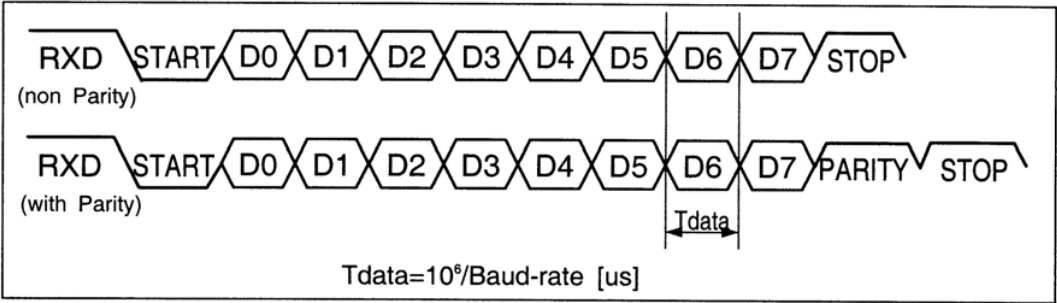 RXD START D0 D1 D2 D3 D4 D5 D6 D7 STOP
(non Parity)
RXD START D0 D1 D2 D3 D4 D5 D6 D7 PARITY STOP
(with Parity)
Tdata
Tdata=10⁶/Baud-rate [us]